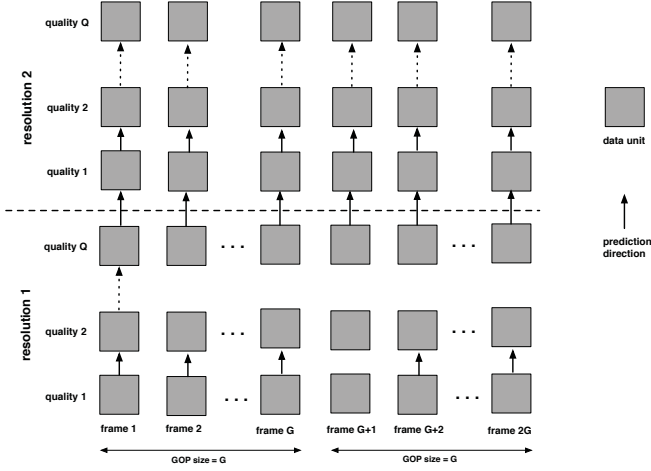 quality Q
resolution 2
quality 2
quality 1
data unit
quality Q
. . .
. . .
prediction
direction
resolution 1
quality 2
. . .
. . .
quality 1
. . .
. . .
frame 1
frame 2
frame G
frame G+1
frame G+2
frame 2G
GOP size = G
GOP size = G